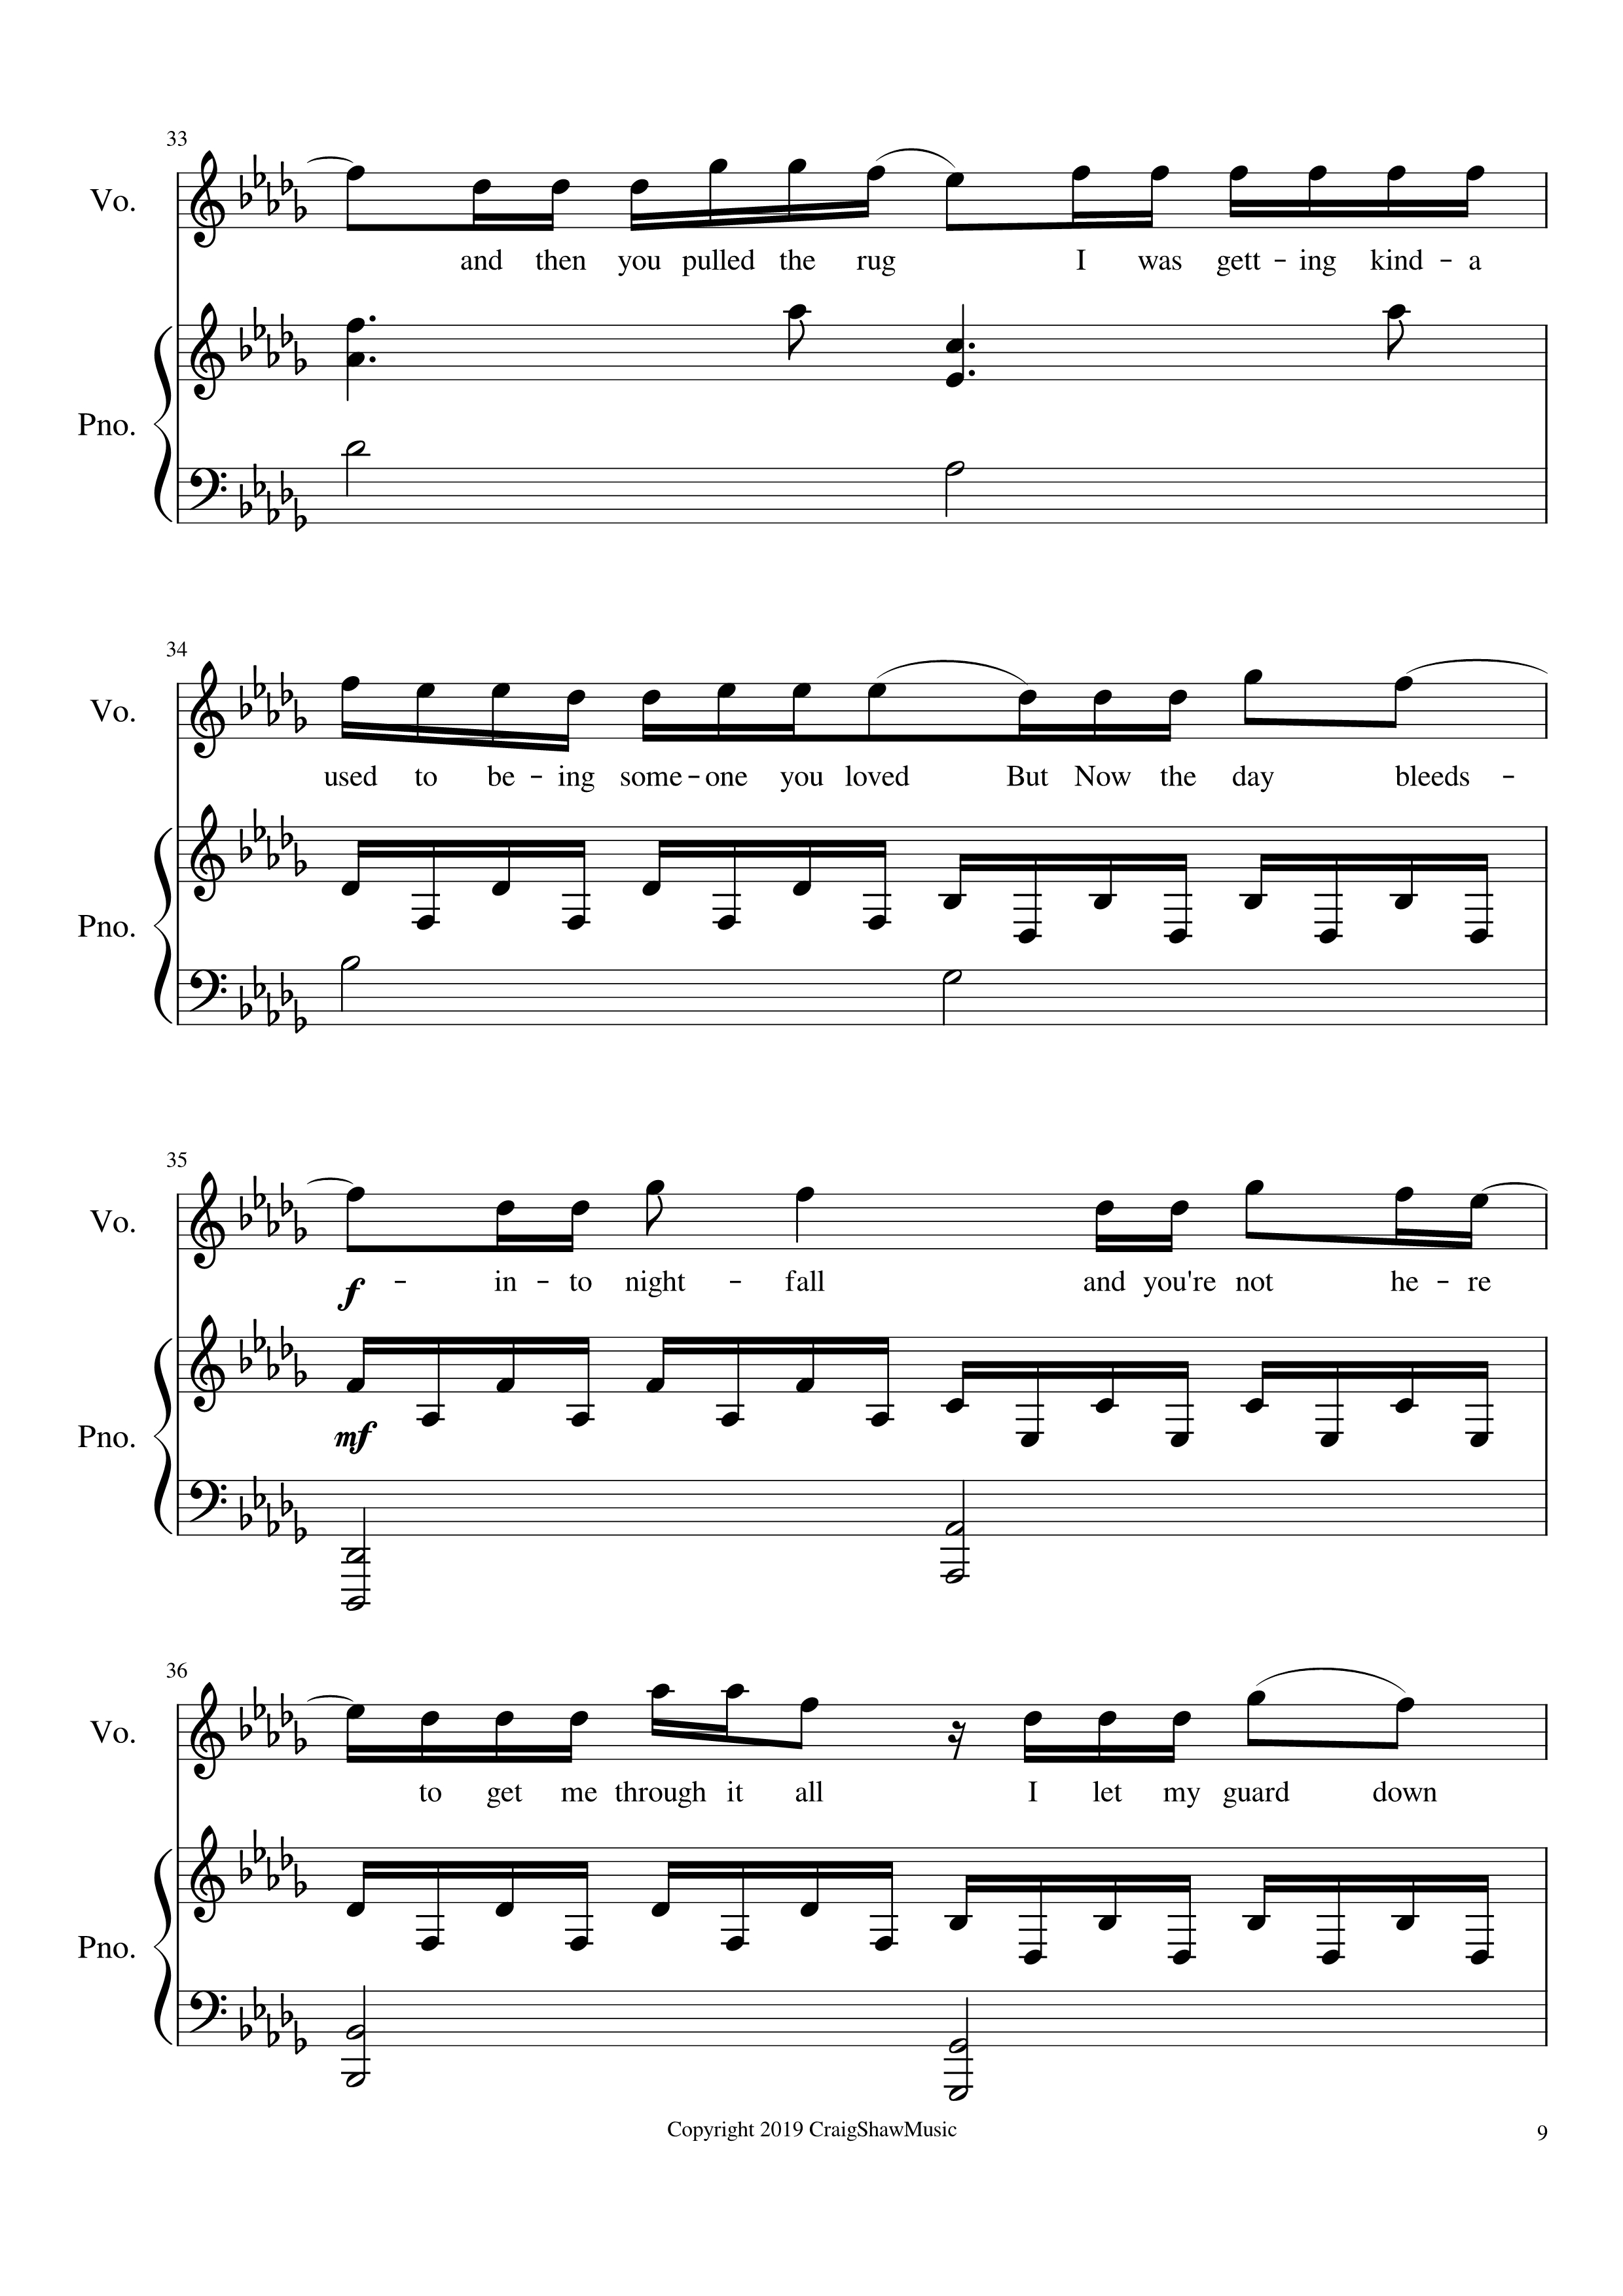 33
Vo.
and then you pulled the rug I was gett - ing kind - a
Pno.
34
Vo.
used to be - ing some - one you loved But Now the day bleeds -
Pno.
35
Vo.
f - in - to night - fall and you're not he - re
mf
Pno.
36
Vo.
to get me through it all I let my guard down
Pno.
Copyright 2019 CraigShawMusic
9